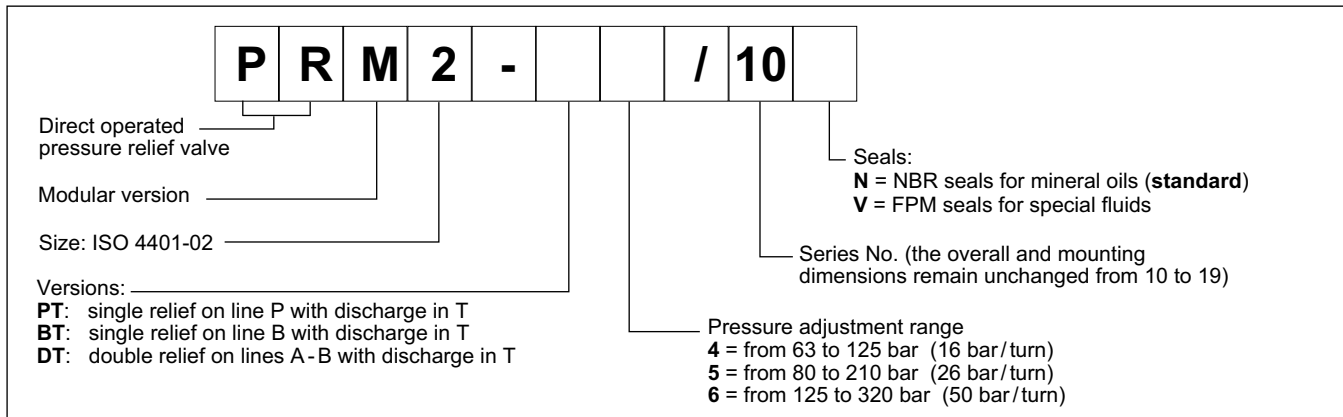 P R M 2 - / 10
Direct operated
pressure relief valve
Modular version
Size: ISO 4401-02
Versions:
PT: single relief on line P with discharge in T
BT: single relief on line B with discharge in T
DT: double relief on lines A-B with discharge in T
Seals:
N = NBR seals for mineral oils (standard)
V = FPM seals for special fluids
Series No. (the overall and mounting
dimensions remain unchanged from 10 to 19)
Pressure adjustment range
4 = from 63 to 125 bar (16 bar/turn)
5 = from 80 to 210 bar (26 bar/turn)
6 = from 125 to 320 bar (50 bar/turn)